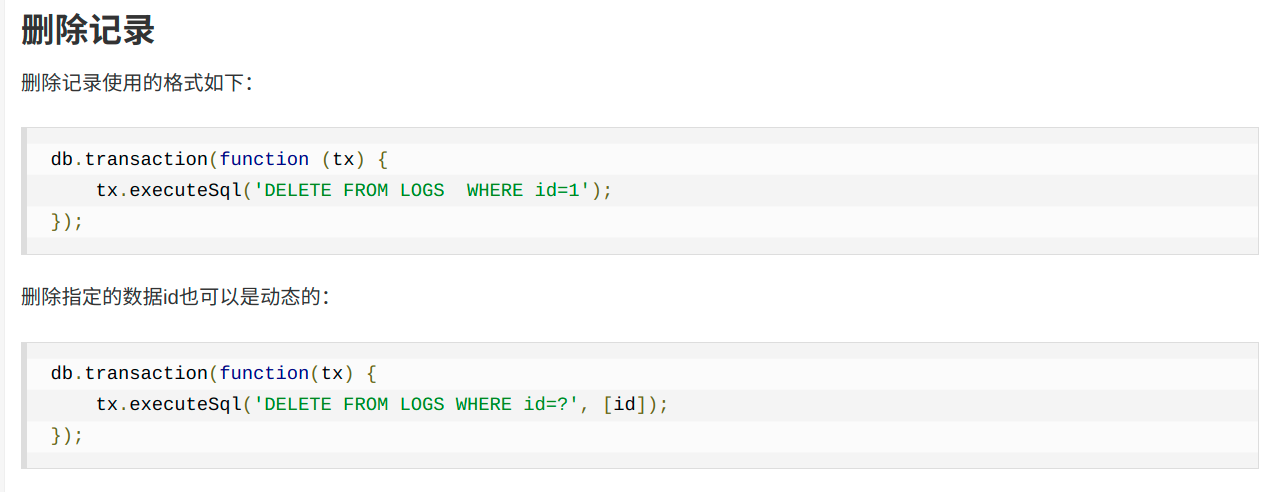 删除记录
删除记录使用的格式如下：
db.transaction(function (tx) {
    tx.executeSql('DELETE FROM LOGS  WHERE id=1');
});
删除指定的数据id也可以是动态的：
db.transaction(function(tx) {
    tx.executeSql('DELETE FROM LOGS WHERE id=?', [id]);
});